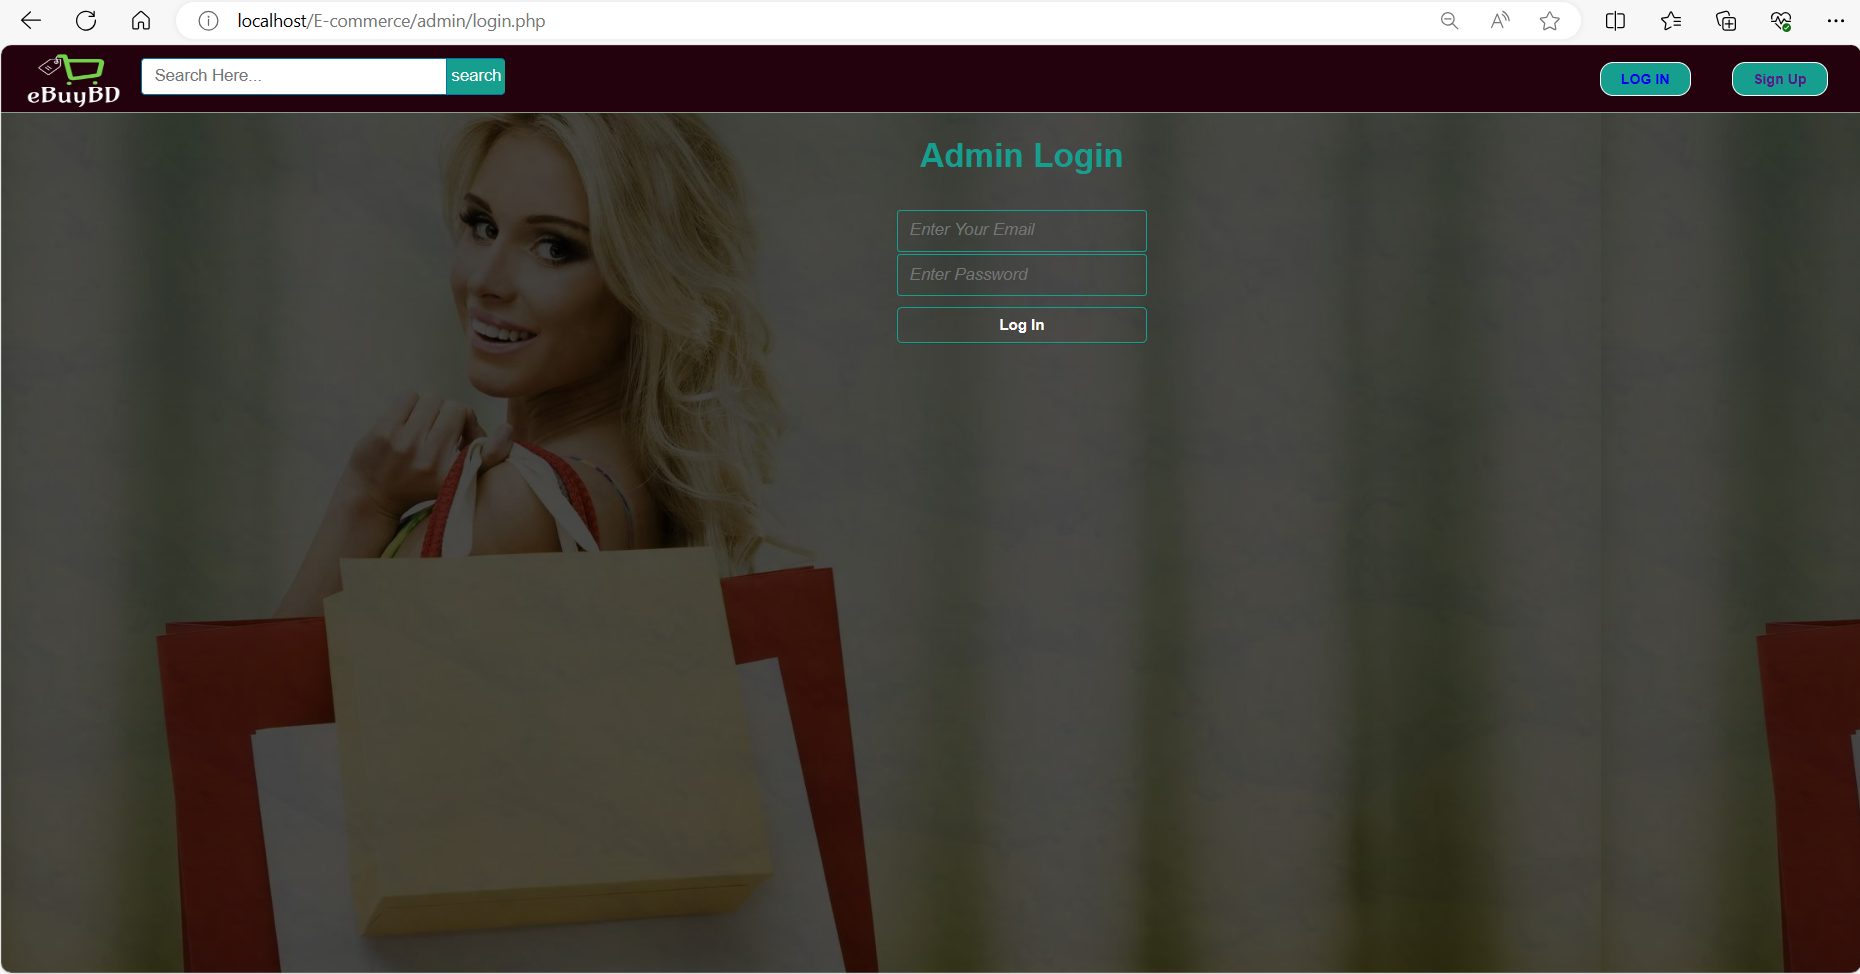 localhost/E-commerce/admin/login.php
eBuyBD
Search Here...
search
LOG IN
Sign Up
Admin Login
Enter Your Email
Enter Password
Log In